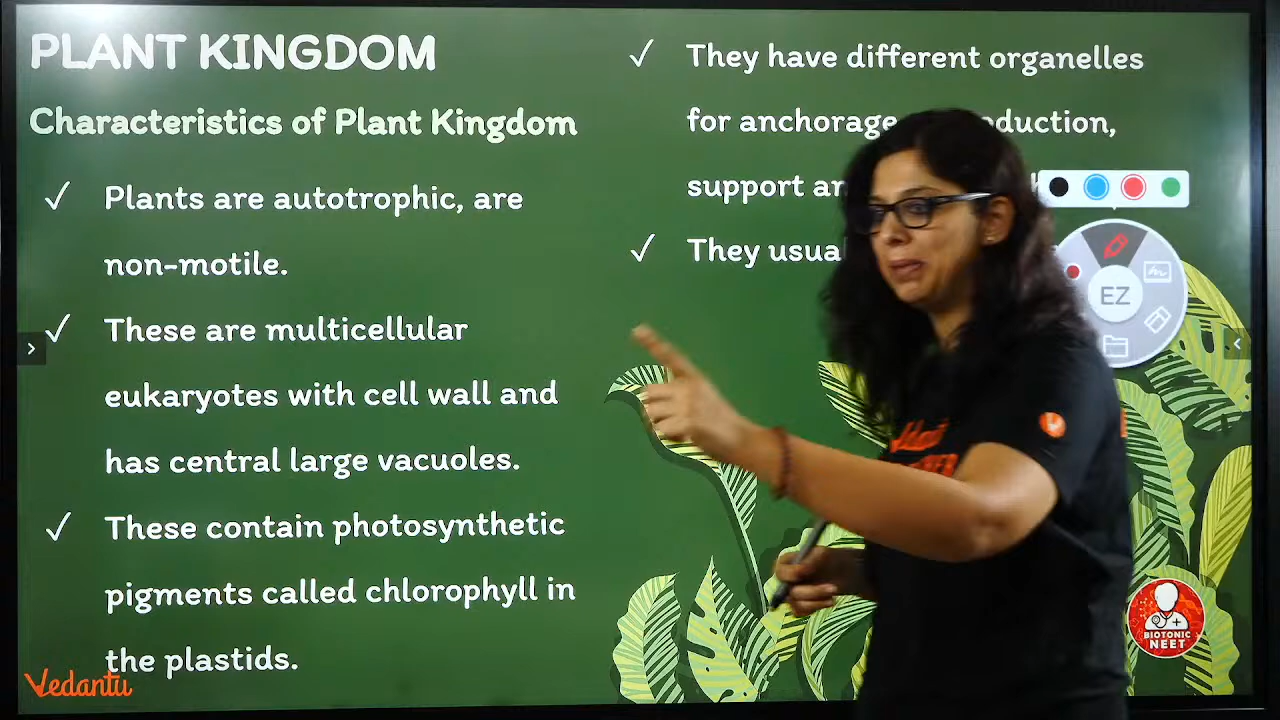 PLANT KINGDOM
Characteristics of Plant Kingdom
✓ Plants are autotrophic, are
non-motile.
✓ These are multicellular
eukaryotes with cell wall and
has central large vacuoles.
✓ These contain photosynthetic
pigments called chlorophyll in
the plastids.
✓ They have different organelles
for anchorage
support
✓ They
EZ
BIOTONIC
NEET
Vedantu